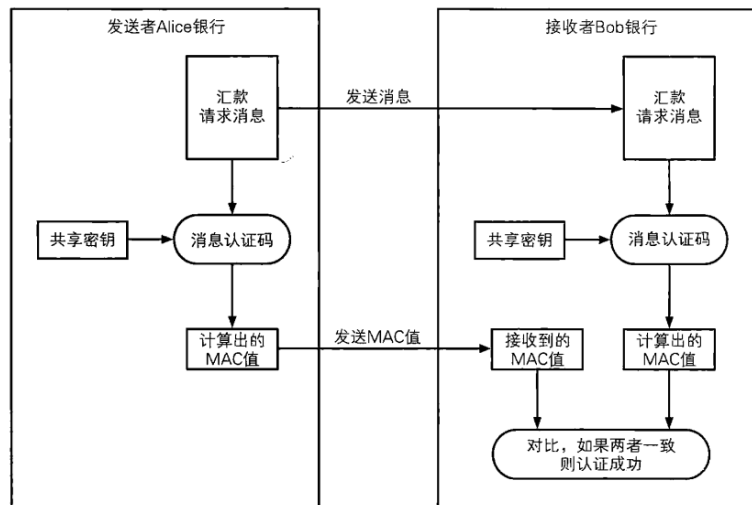 发送者Alice银行
接收者Bob银行
汇款
请求消息
发送消息
汇款
请求消息
共享密钥
消息认证码
共享密钥
消息认证码
计算出的
MAC值
发送MAC值
接收到的
MAC值
计算出的
MAC值
对比，如果两者一致
则认证成功